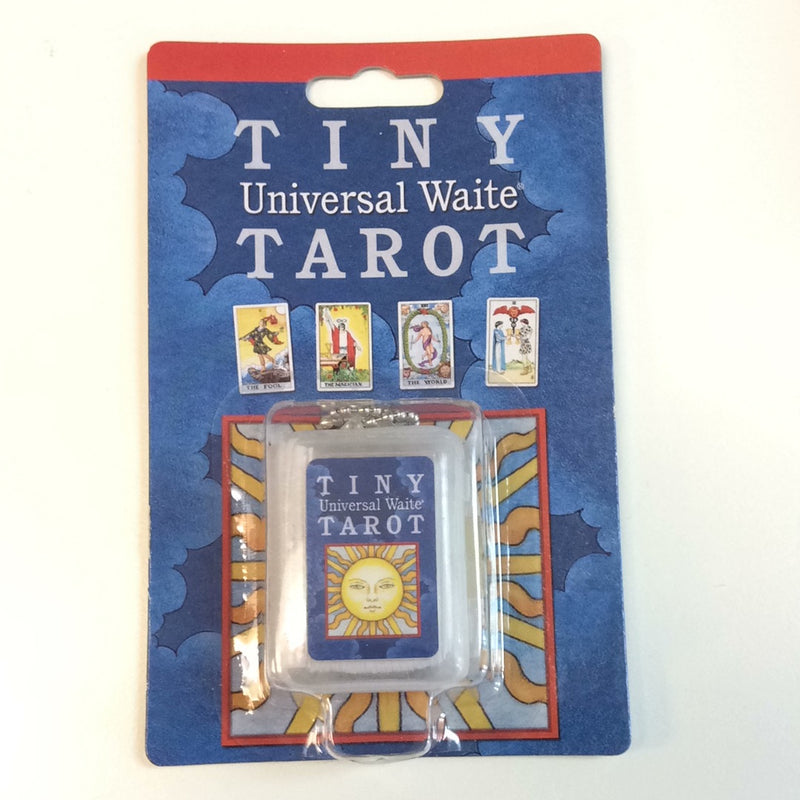 TINY
Universal Waite®
TAROT
THE FOOL
THE MAGICIAN
THE WORLD
TINY
Universal Waite®
TAROT